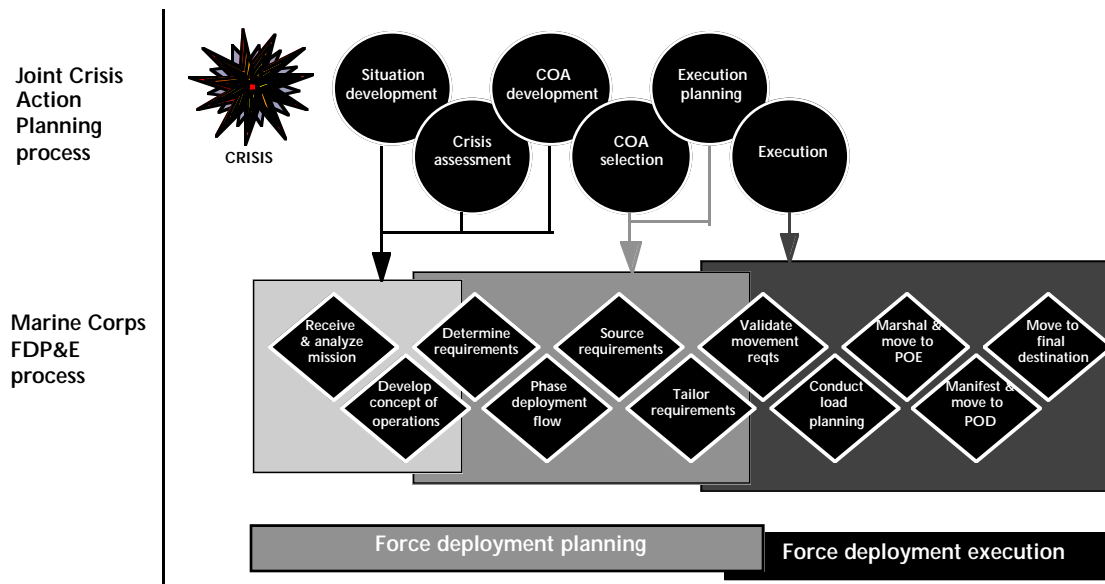 Joint Crisis
Action
Planning
process
CRISIS
Situation
development
Crisis
assessment
COA
development
COA
selection
Execution
planning
Execution
Marine Corps
FDP&E
process
Receive
& analyze
mission
Develop
concept of
operations
Determine
requirements
Phase
deployment
flow
Source
requirements
Tailor
requirements
Validate
movement
reqts
Conduct
load
planning
Marshal &
move to
POE
Manifest &
move to
POD
Move to
final
destination
Force deployment planning
Force deployment execution